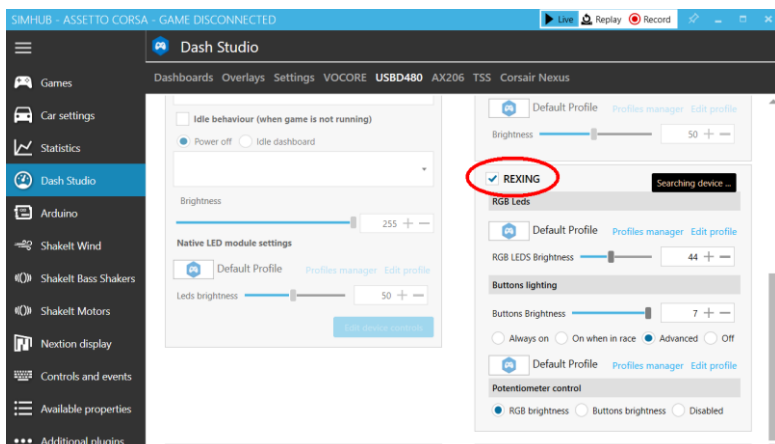 SIMHUB - ASSETTO CORSA - GAME DISCONNECTED
Live Replay Record
Dash Studio
Dashboards Overlays Settings VOCORE USBD480 AX206 TSS Corsair Nexus
Games
Car settings
Statistics
Dash Studio
Arduino
ShakeIt Wind
ShakeIt Bass Shakers
ShakeIt Motors
Nextion display
Controls and events
Available properties
Additional plugins
Idle behaviour (when game is not running)
Power off Idle dashboard
Brightness
255
Native LED module settings
Default Profile Profiles manager Edit profile
Leds brightness 50
Edit device controls
Default Profile Profiles manager Edit profile
Brightness 50
REXING
Searching device ...
RGB Leds
Default Profile Profiles manager Edit profile
RGB LEDS Brightness 44
Buttons lighting
Buttons Brightness 7
Always on On when in race Advanced Off
Default Profile Profiles manager Edit profile
Potentiometer control
RGB brightness Buttons brightness Disabled